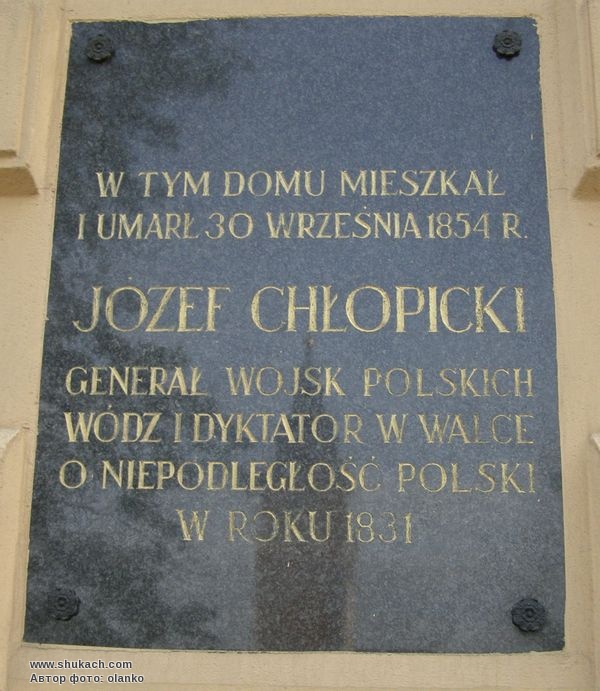 W TYM DOMU MIESZKAŁ
I UMARŁ 30 WRZEŚNIA 1854 R.
JÓZEF CHŁOPICKI
GENERAŁ WOJSK POLSKICH
WÓDZ I DYKTATOR W WALCE
O NIEPODLEGŁOŚĆ POLSKI
W ROKU 1831
www.shukach.com
Автор фото: olanko